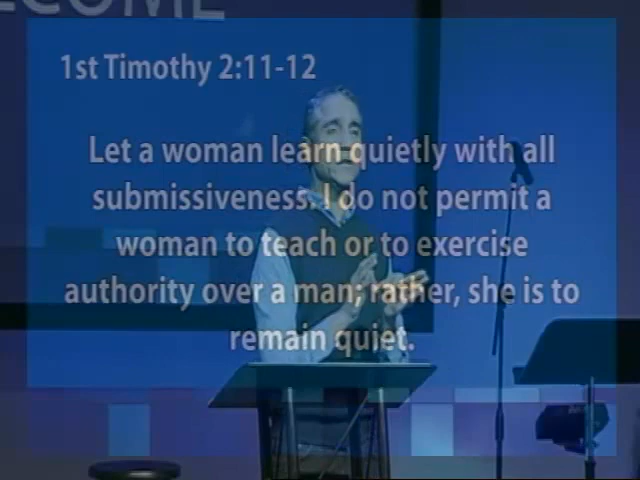 WELCOME
1st Timothy 2:11-12
Let a woman learn quietly with all
submissiveness. I do not permit a
woman to teach or to exercise
authority over a man; rather, she is to
remain quiet.